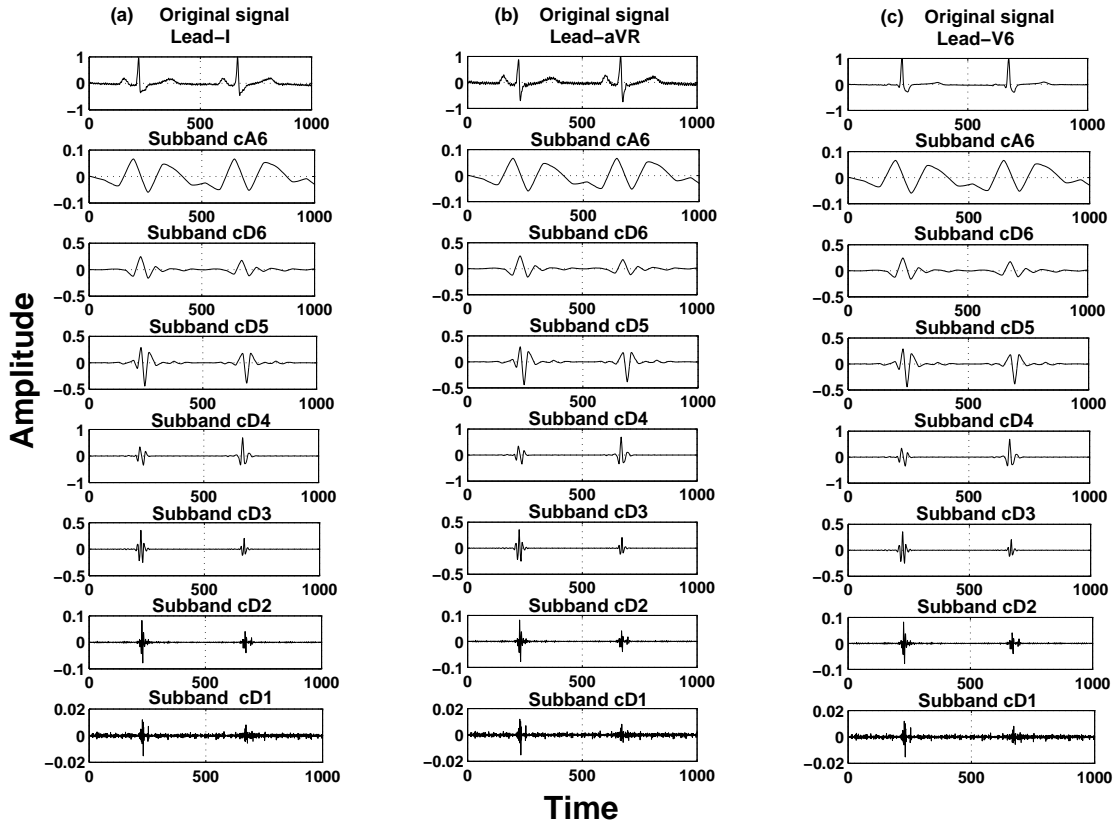 (a) Original signal
Lead−I
1
0
−1
0 500 1000
Subband cA6
0.1
0
−0.1
0 500 1000
Subband cD6
0.5
0
−0.5
0 500 1000
Subband cD5
0.5
0
−0.5
0 500 1000
Subband cD4
1
0
−1
0 500 1000
Subband cD3
0.5
0
−0.5
0 500 1000
Subband cD2
0.1
0
−0.1
0 500 1000
Subband cD1
0.02
0
−0.02
0 500 1000
(b) Original signal
Lead−aVR
1
0
−1
0 500 1000
Subband cA6
0.1
0
−0.1
0 500 1000
Subband cD6
0.5
0
−0.5
0 500 1000
Subband cD5
0.5
0
−0.5
0 500 1000
Subband cD4
1
0
−1
0 500 1000
Subband cD3
0.5
0
−0.5
0 500 1000
Subband cD2
0.1
0
−0.1
0 500 1000
Subband cD1
0.02
0
−0.02
0 500 1000
(c) Original signal
Lead−V6
1
0
−1
0 500 1000
Subband cA6
0.1
0
−0.1
0 500 1000
Subband cD6
0.5
0
−0.5
0 500 1000
Subband cD5
0.5
0
−0.5
0 500 1000
Subband cD4
1
0
−1
0 500 1000
Subband cD3
0.5
0
−0.5
0 500 1000
Subband cD2
0.1
0
−0.1
0 500 1000
Subband cD1
0.02
0
−0.02
0 500 1000
Amplitude
Time